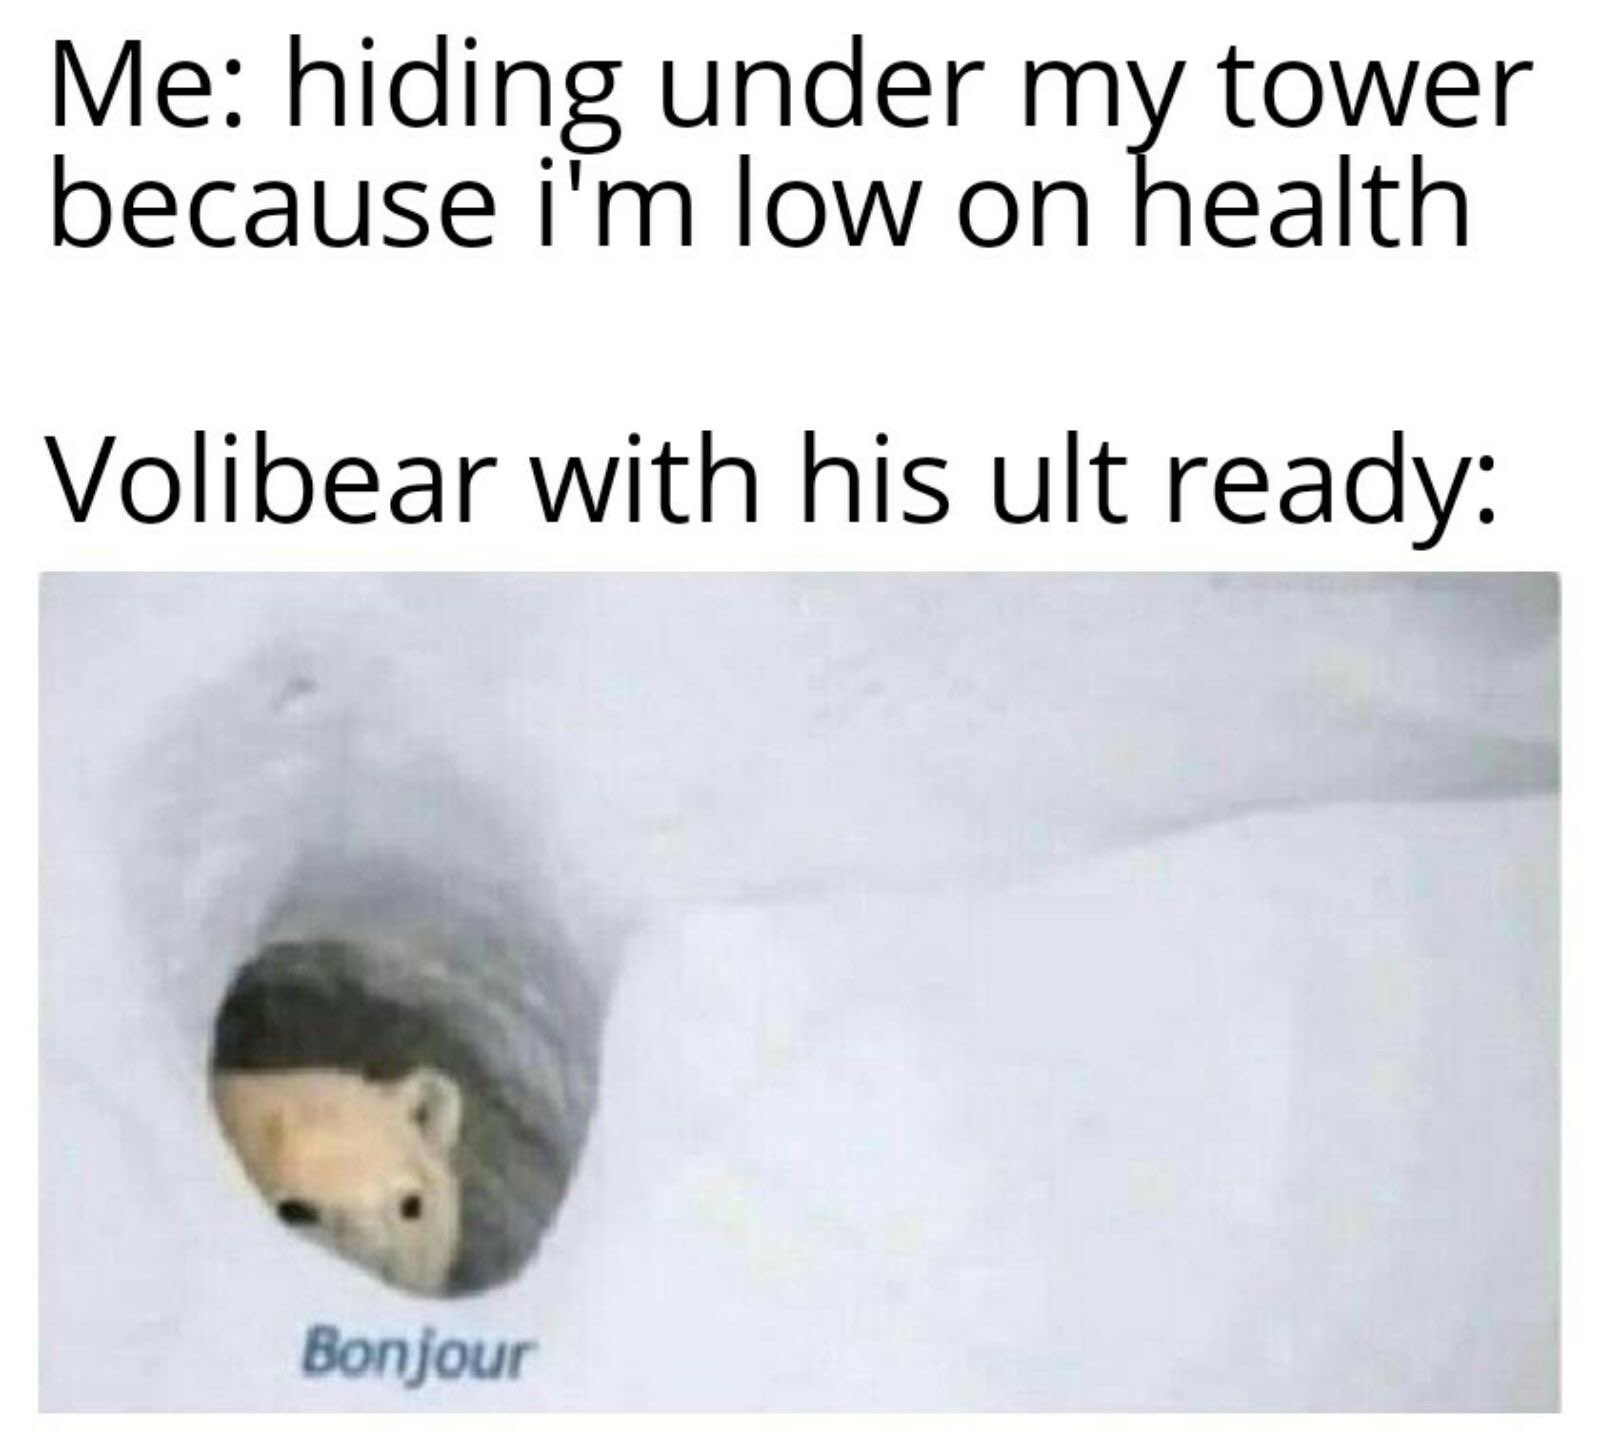 Me: hiding under my tower
because i'm low on health
Volibear with his ult ready:
Bonjour